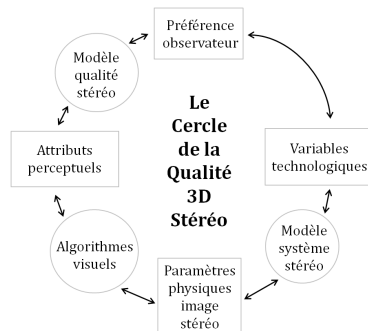 Préférence
observateur
Modèle
qualité
stéréo
Le
Cercle
de la
Qualité
3D
Stéréo
Attributs
perceptuels
Variables
technologiques
Algorithmes
visuels
Modèle
système
stéréo
Paramètres
physiques
image
stéréo